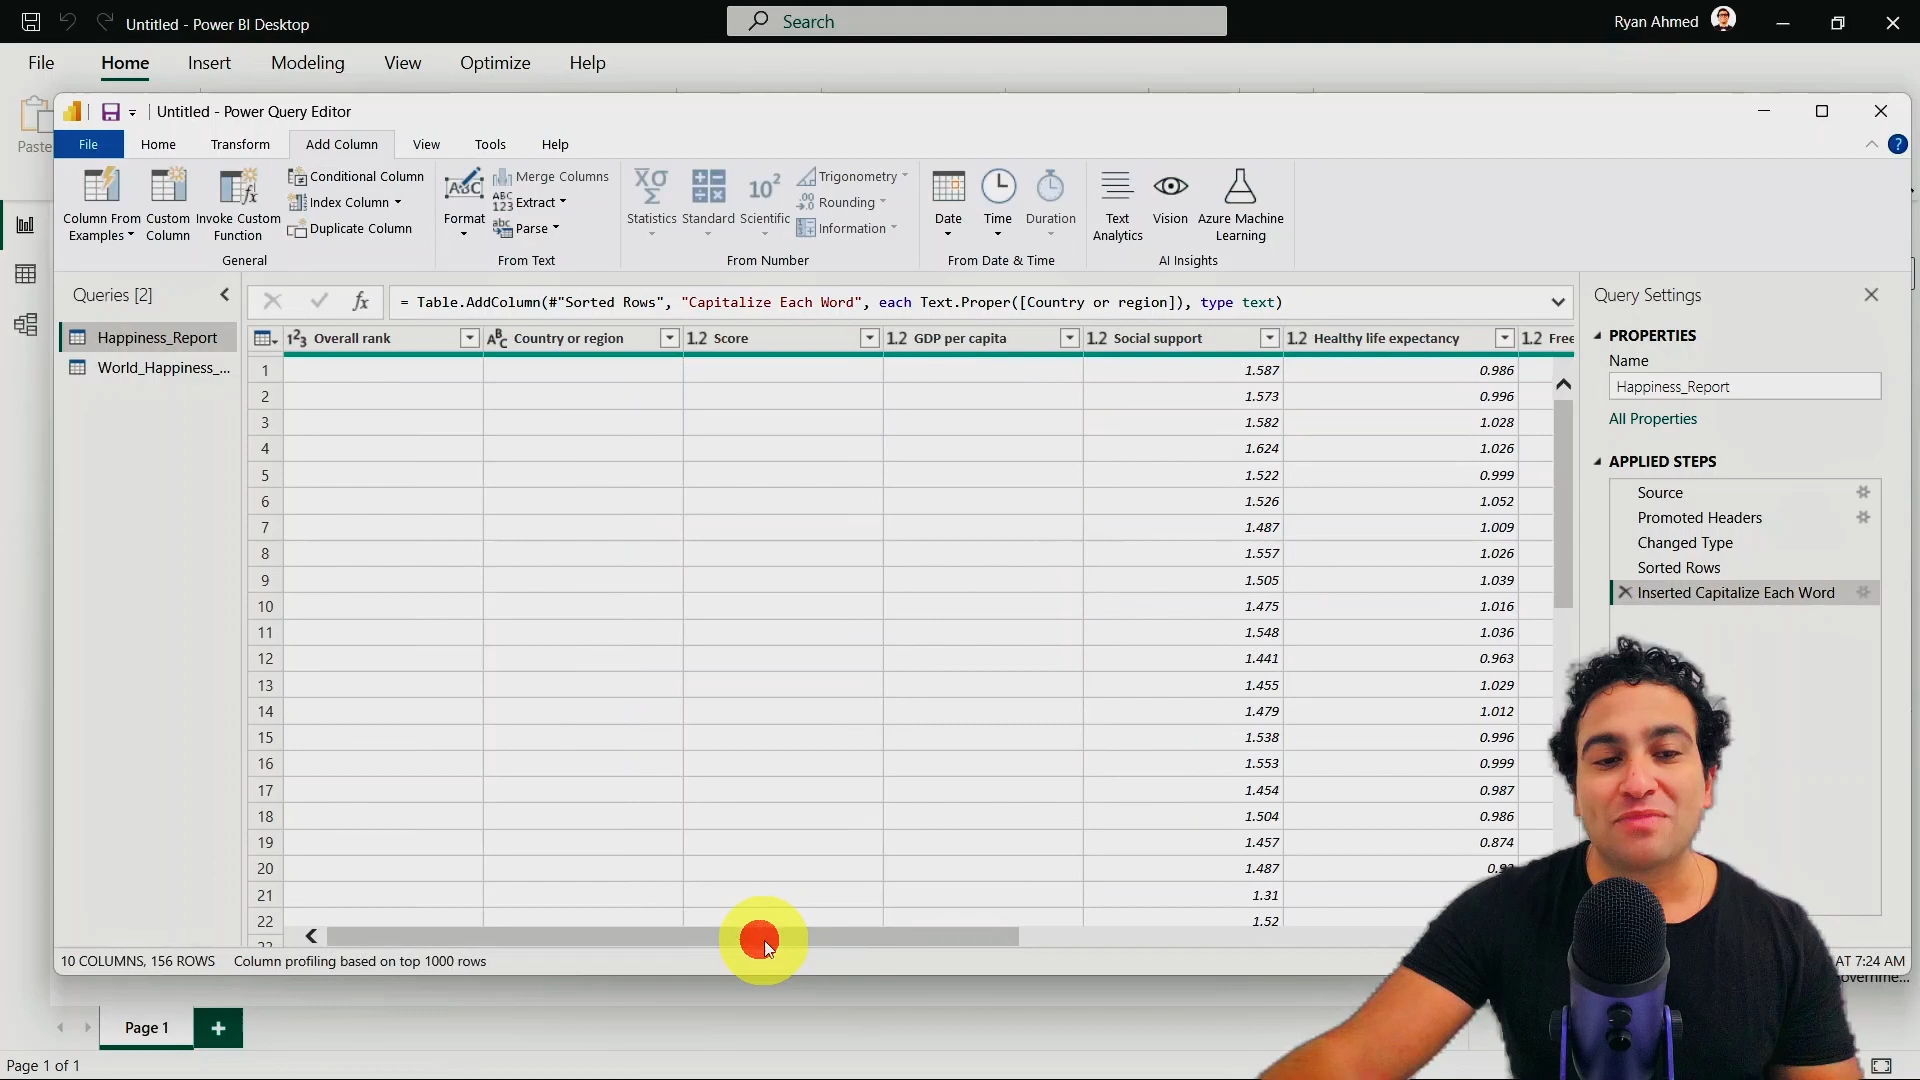 Untitled - Power BI Desktop
Search
Ryan Ahmed
File Home Insert Modeling View Optimize Help
Paste
Untitled - Power Query Editor
File Home Transform Add Column View Tools Help
Column From Examples
Custom Column
Invoke Custom Function
Conditional Column
Index Column
Duplicate Column
General
Format
Merge Columns
Extract
Parse
From Text
Statistics
Standard
Scientific
Trigonometry
Rounding
Information
From Number
Date
Time
Duration
From Date & Time
Text Analytics
Vision
Azure Machine Learning
AI Insights
Queries [2]
Happiness_Report
World_Happiness_...
fx = Table.AddColumn(#"Sorted Rows", "Capitalize Each Word", each Text.Proper([Country or region]), type text)
123 Overall rank ABC Country or region 1.2 Score 1.2 GDP per capita 1.2 Social support 1.2 Healthy life expectancy 1.2 Free
1 1.587 0.986
2 1.573 0.996
3 1.582 1.028
4 1.624 1.026
5 1.522 0.999
6 1.526 1.052
7 1.487 1.009
8 1.557 1.026
9 1.505 1.039
10 1.475 1.016
11 1.548 1.036
12 1.441 0.963
13 1.455 1.029
14 1.479 1.012
15 1.538 0.996
16 1.553 0.999
17 1.454 0.987
18 1.504 0.986
19 1.457 0.874
20 1.487
21 1.31
22 1.52
Query Settings
PROPERTIES
Name
Happiness_Report
All Properties
APPLIED STEPS
Source
Promoted Headers
Changed Type
Sorted Rows
Inserted Capitalize Each Word
10 COLUMNS, 156 ROWS Column profiling based on top 1000 rows
AT 7:24 AM
Page 1
Page 1 of 1